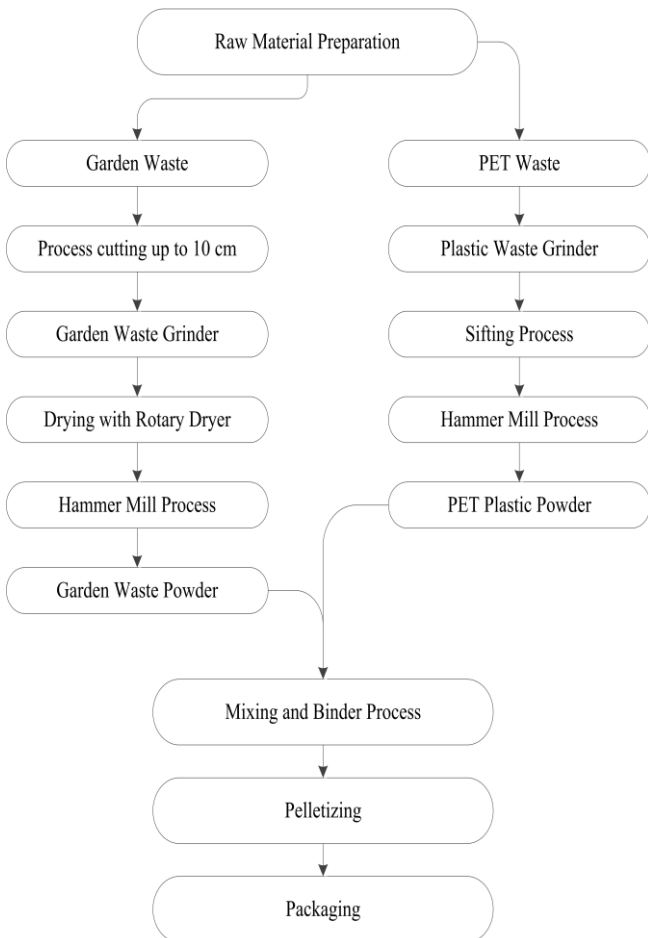 Raw Material Preparation
Garden Waste
PET Waste
Process cutting up to 10 cm
Plastic Waste Grinder
Garden Waste Grinder
Sifting Process
Drying with Rotary Dryer
Hammer Mill Process
Hammer Mill Process
PET Plastic Powder
Garden Waste Powder
Mixing and Binder Process
Pelletizing
Packaging